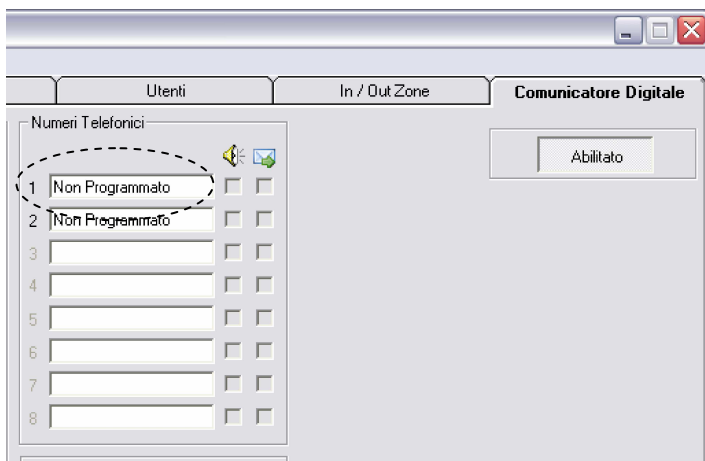 Utenti
In / Out Zone
Comunicatore Digitale
Numeri Telefonici
Abilitato
1 Non Programmato
2 Non Programmato
3
4
5
6
7
8